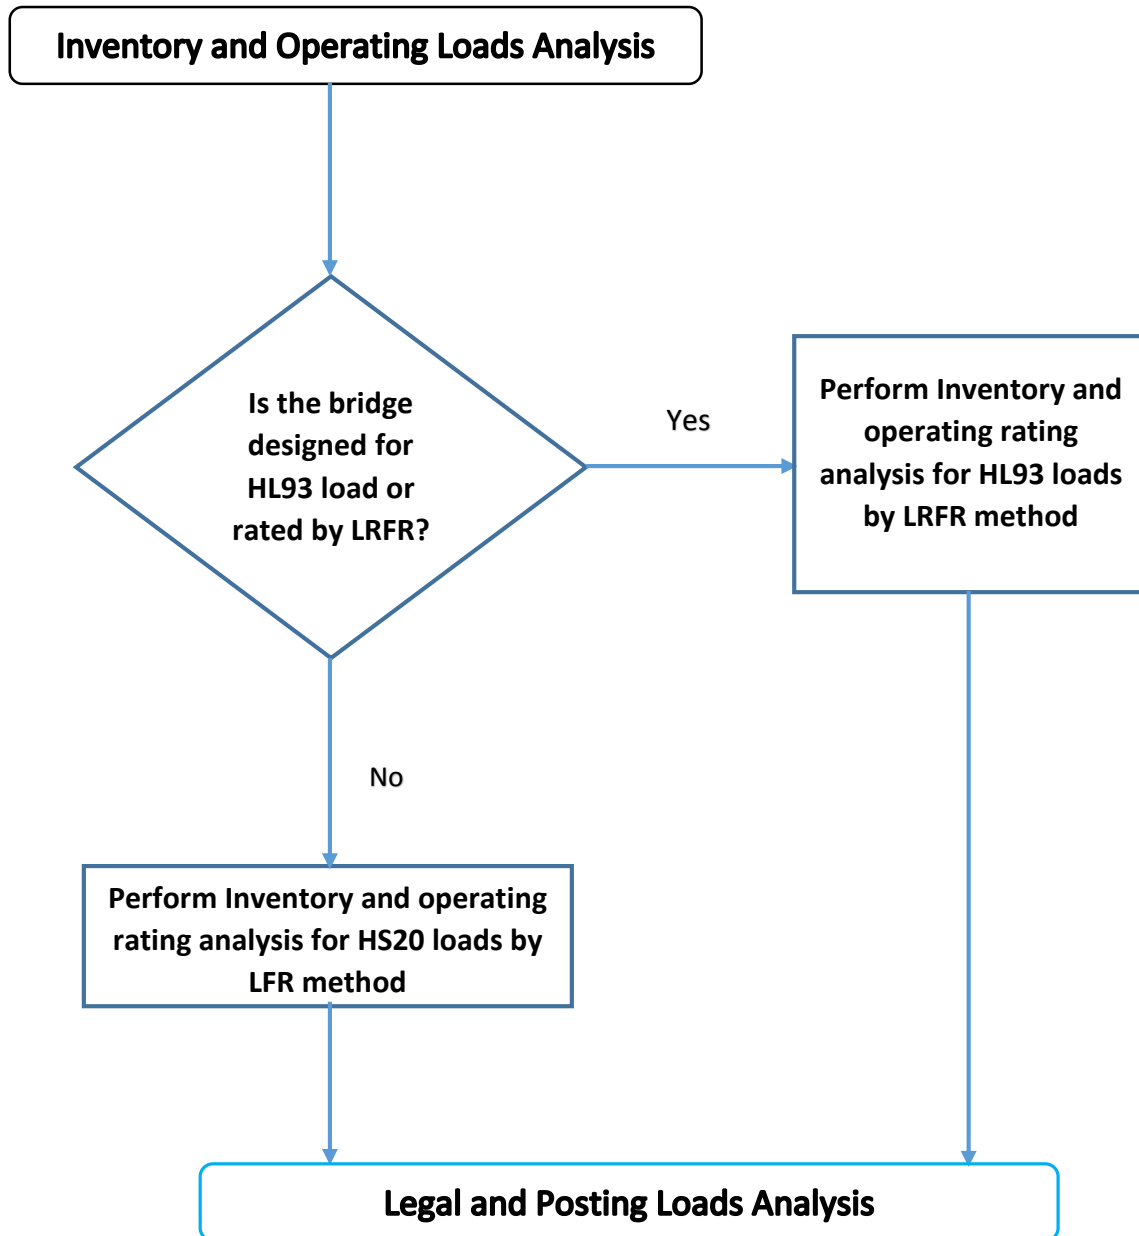 Inventory and Operating Loads Analysis
Is the bridge
designed for
HL93 load or
rated by LRFR?
Yes
Perform Inventory and
operating rating
analysis for HL93 loads
by LRFR method
No
Perform Inventory and operating
rating analysis for HS20 loads by
LFR method
Legal and Posting Loads Analysis